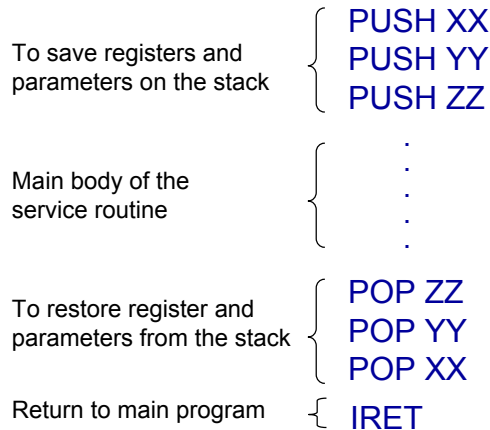 To save registers and
parameters on the stack
PUSH XX
PUSH YY
PUSH ZZ
Main body of the
service routine
.
.
.
.
.
To restore register and
parameters from the stack
POP ZZ
POP YY
POP XX
Return to main program
IRET